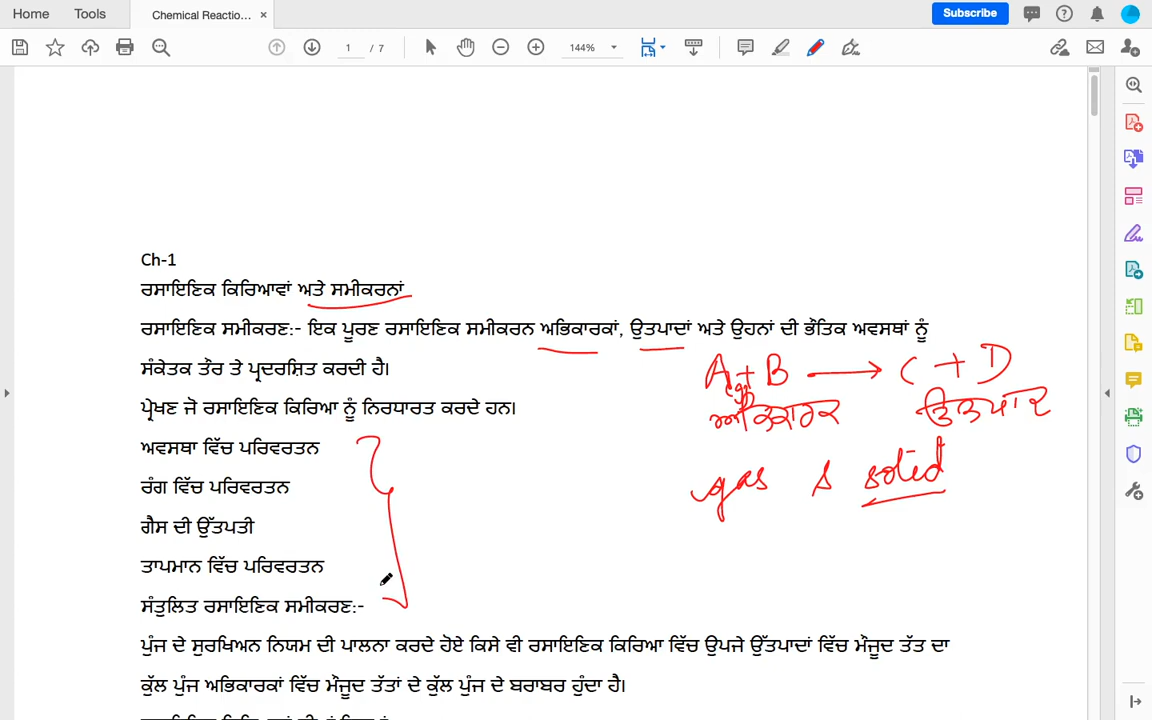 Home Tools Chemical Reactio... × Subscribe
1 / 7 144%
Ch-1
ਰਸਾਇਣਿਕ ਕਿਰਿਆਵਾਂ ਅਤੇ ਸਮੀਕਰਨਾਂ
ਰਸਾਇਣਿਕ ਸਮੀਕਰਣ:- ਇਕ ਪੂਰਣ ਰਸਾਇਣਿਕ ਸਮੀਕਰਨ ਅਭਿਕਾਰਕਾਂ, ਉਤਪਾਦਾਂ ਅਤੇ ਉਹਨਾਂ ਦੀ ਭੌਤਿਕ ਅਵਸਥਾਂ ਨੂੰ
ਸੰਕੇਤਕ ਤੌਰ ਤੇ ਪ੍ਰਦਰਸ਼ਿਤ ਕਰਦੀ ਹੈ।
A + B → C + D
(g)
ਪ੍ਰੇਖਣ ਜੋ ਰਸਾਇਣਿਕ ਕਿਰਿਆ ਨੂੰ ਨਿਰਧਾਰਤ ਕਰਦੇ ਹਨ।
ਅਵਸਥਾ ਵਿੱਚ ਪਰਿਵਰਤਨ
gas s solid
ਰੰਗ ਵਿੱਚ ਪਰਿਵਰਤਨ
ਗੈਸ ਦੀ ਉੱਤਪਤੀ
ਤਾਪਮਾਨ ਵਿੱਚ ਪਰਿਵਰਤਨ
ਸੰਤੁਲਿਤ ਰਸਾਇਣਿਕ ਸਮੀਕਰਣ:-
ਪੁੰਜ ਦੇ ਸੁਰਖਿਅਨ ਨਿਯਮ ਦੀ ਪਾਲਨਾ ਕਰਦੇ ਹੋਏ ਕਿਸੇ ਵੀ ਰਸਾਇਣਿਕ ਕਿਰਿਆ ਵਿੱਚ ਉਪਜੇ ਉੱਤਪਾਦਾਂ ਵਿੱਚ ਮੌਜੂਦ ਤੱਤ ਦਾ
ਕੁੱਲ ਪੁੰਜ ਅਭਿਕਾਰਕਾਂ ਵਿੱਚ ਮੌਜੂਦ ਤੱਤਾਂ ਦੇ ਕੁੱਲ ਪੁੰਜ ਦੇ ਬਰਾਬਰ ਹੁੰਦਾ ਹੈ।